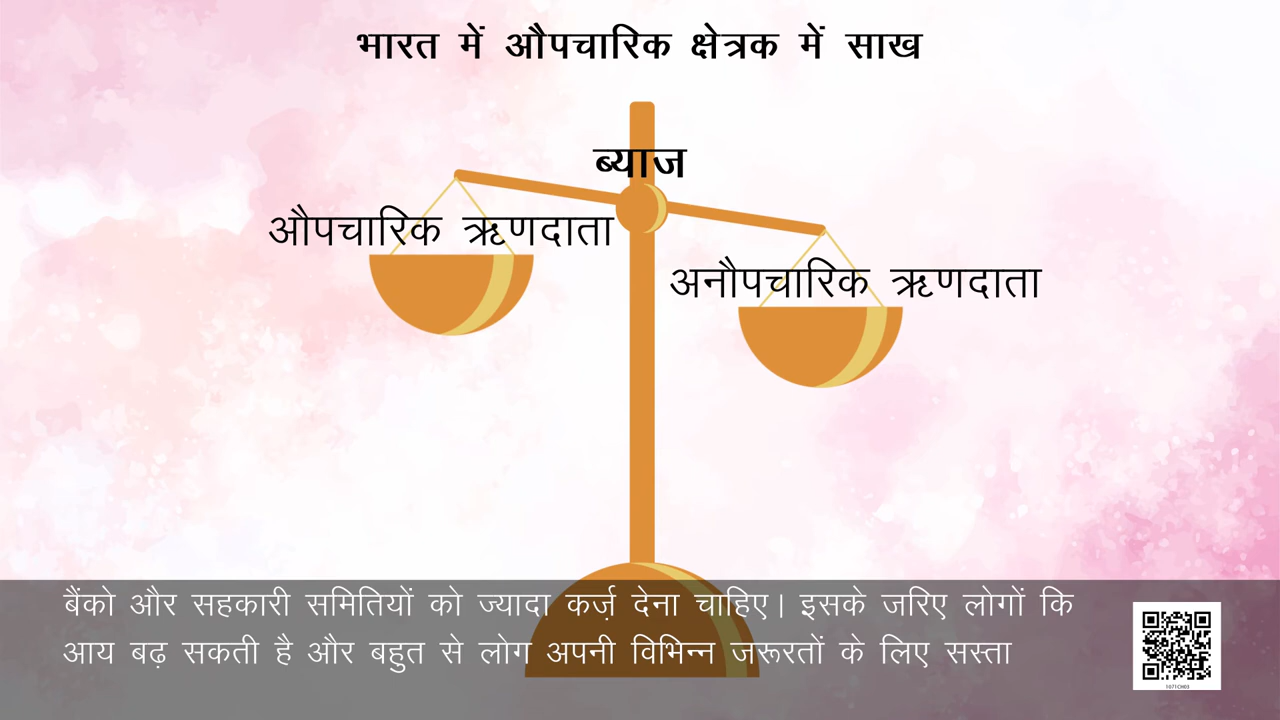 भारत में औपचारिक क्षेत्रक में साख
ब्याज
औपचारिक ऋणदाता
अनौपचारिक ऋणदाता
बैंको और सहकारी समितियों को ज्यादा कर्ज़ देना चाहिए। इसके जरिए लोगों कि
आय बढ़ सकती है और बहुत से लोग अपनी विभिन्न जरूरतों के लिए सस्ता
1071CH03